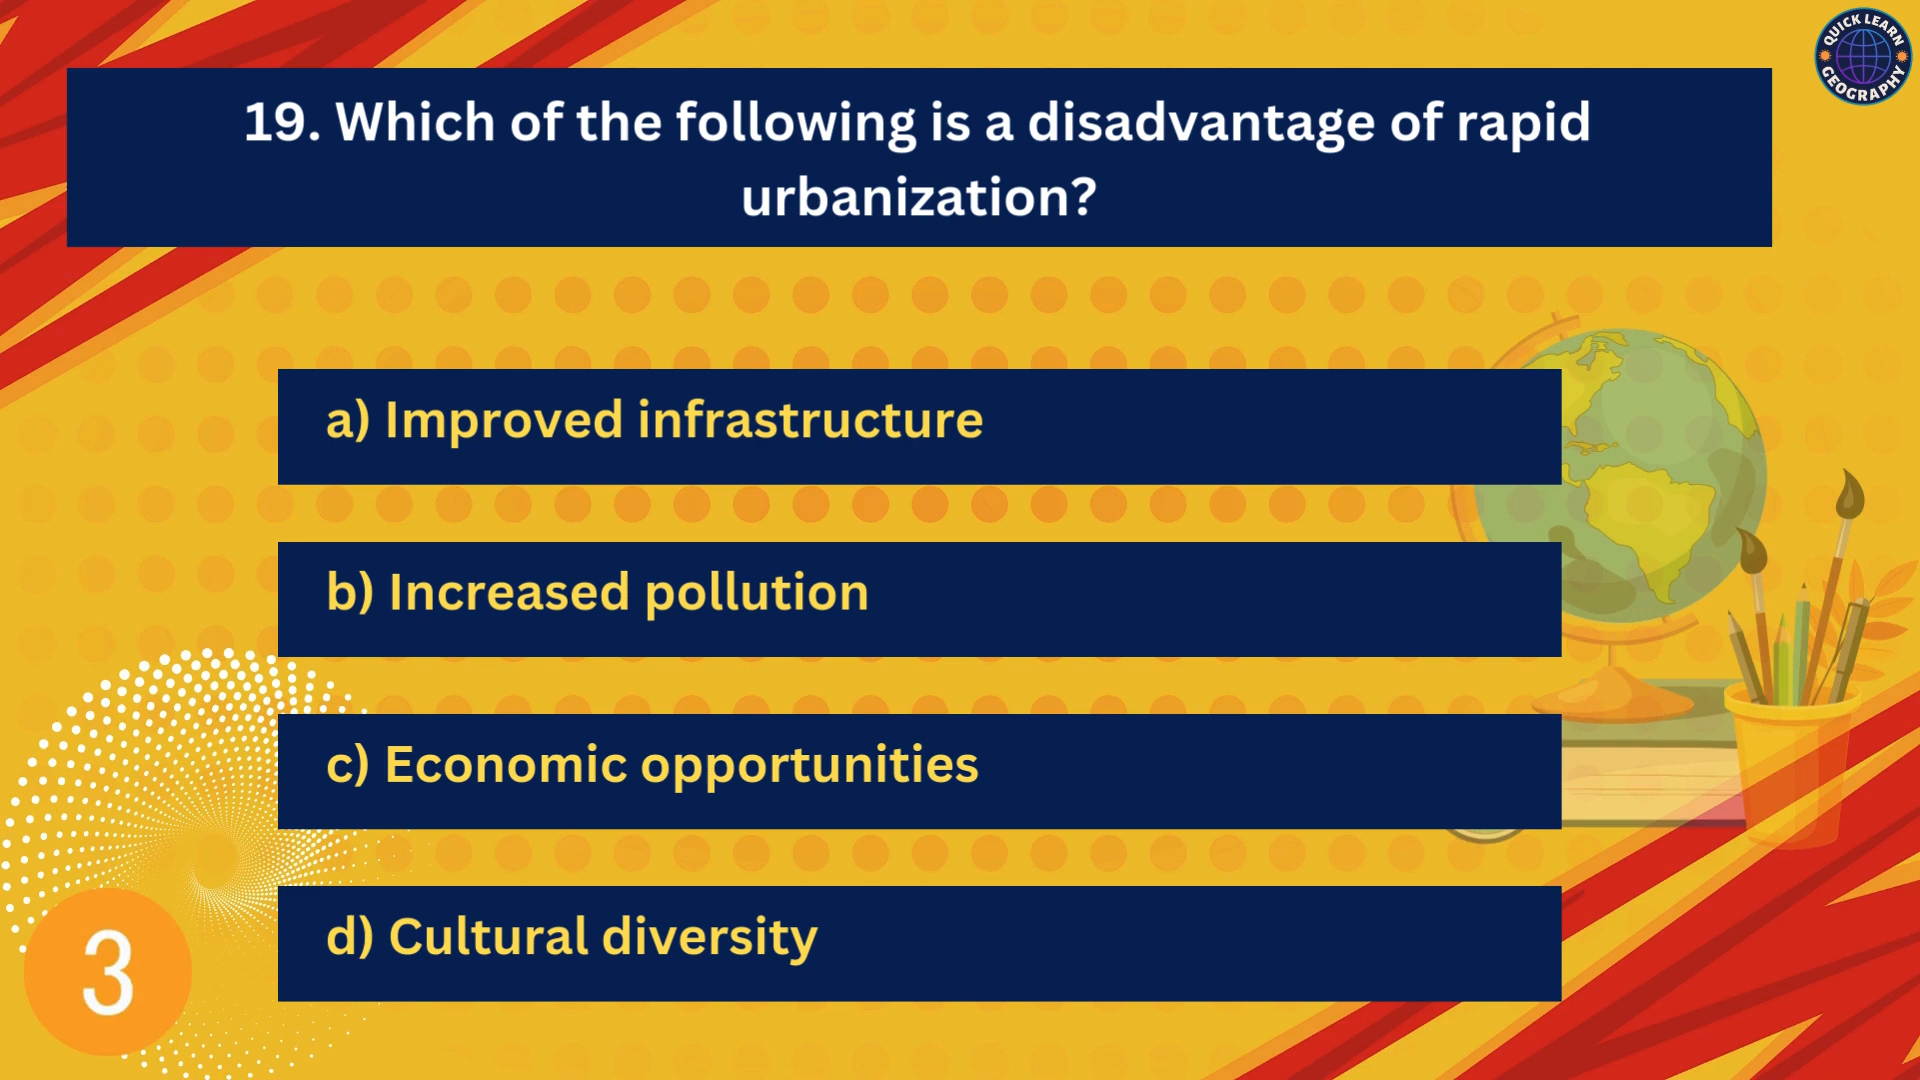 QUICK LEARN
GEOGRAPHY
19. Which of the following is a disadvantage of rapid
urbanization?
a) Improved infrastructure
b) Increased pollution
c) Economic opportunities
d) Cultural diversity
3